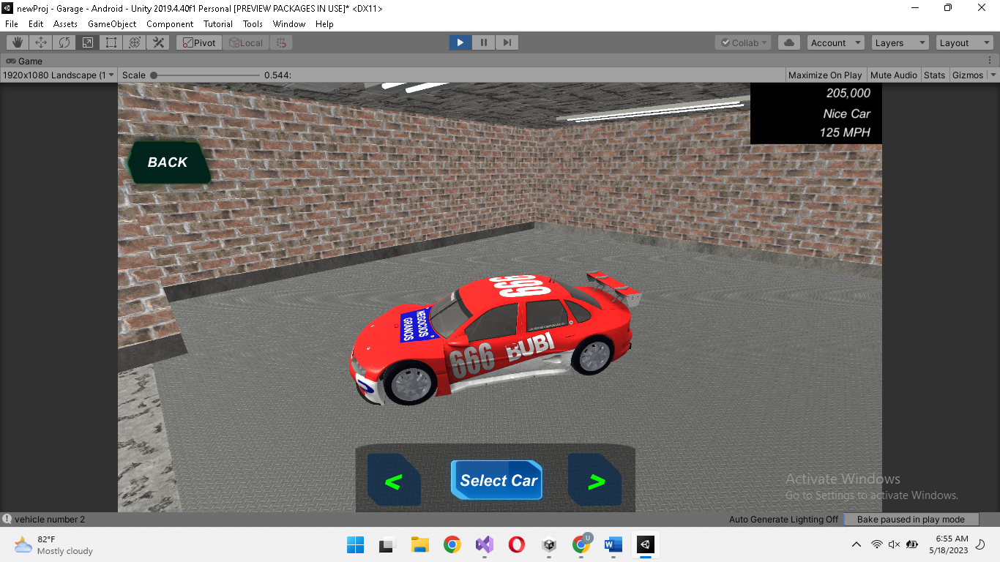 newProj - Garage - Android - Unity 2019.4.40f1 Personal [PREVIEW PACKAGES IN USE]* <DX11>
File Edit Assets GameObject Component Tutorial Tools Window Help
Pivot Local Collab Account Layers Layout
Game
1920x1080 Landscape (1 Scale 0.544: Maximize On Play Mute Audio Stats Gizmos
205,000
Nice Car
125 MPH
BACK
666
NEGOCIOS
GRANOS
666 BUBI
< Select Car >
Activate Windows
Go to Settings to activate Windows.
vehicle number 2 Auto Generate Lighting Off Bake paused in play mode
82°F
Mostly cloudy
U
W
6:55 AM
5/18/2023